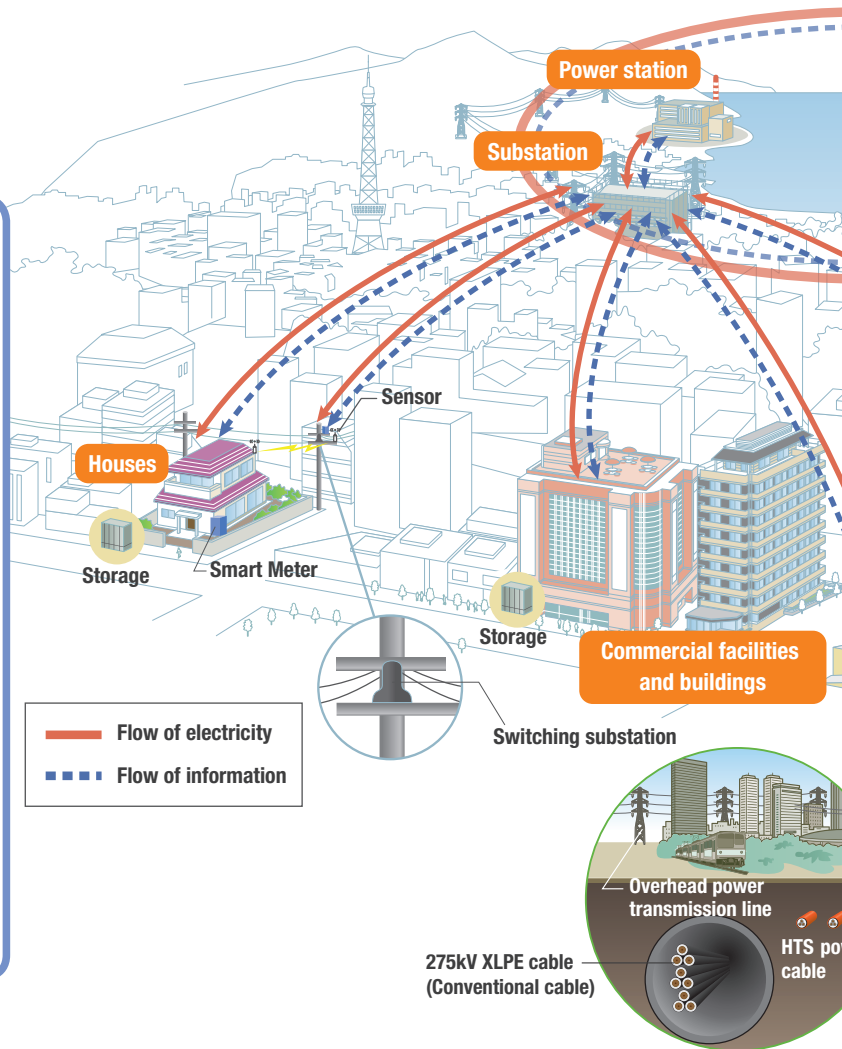 Power station
Substation
Sensor
Houses
Storage
Smart Meter
Storage
Commercial facilities
and buildings
Switching substation
Flow of electricity
Flow of information
Overhead power
transmission line
HTS
cable
275kV XLPE cable
(Conventional cable)